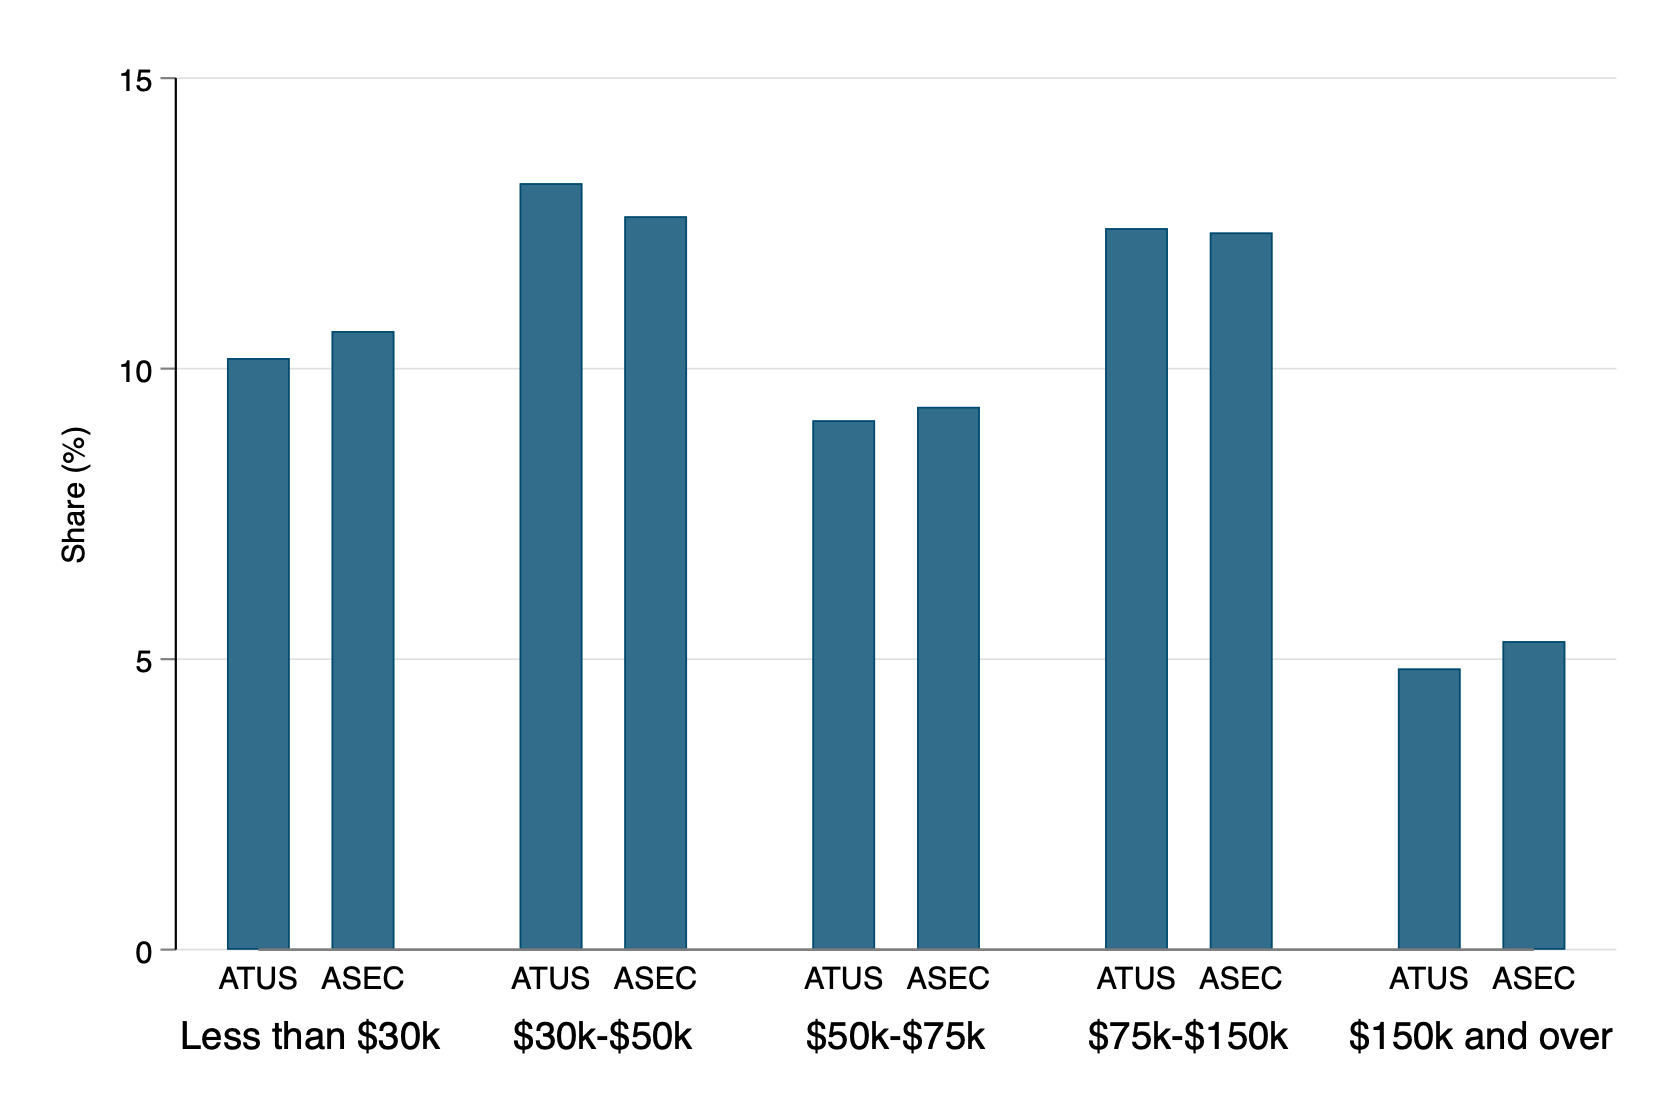 15
10
5
0
Share (%)
ATUS ASEC ATUS ASEC ATUS ASEC ATUS ASEC ATUS ASEC
Less than $30k $30k-$50k $50k-$75k $75k-$150k $150k and over